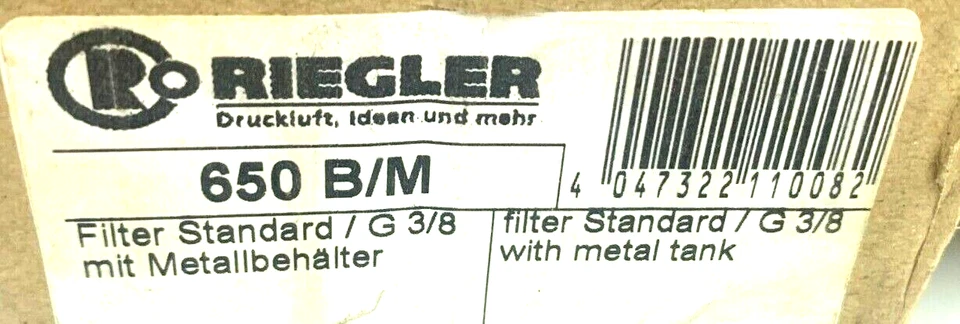 RIEGLER
Druckluft, Ideen und mehr
650 B/M
4 047322 110082
Filter Standard / G 3/8
mit Metallbehälter
filter Standard / G 3/8
with metal tank